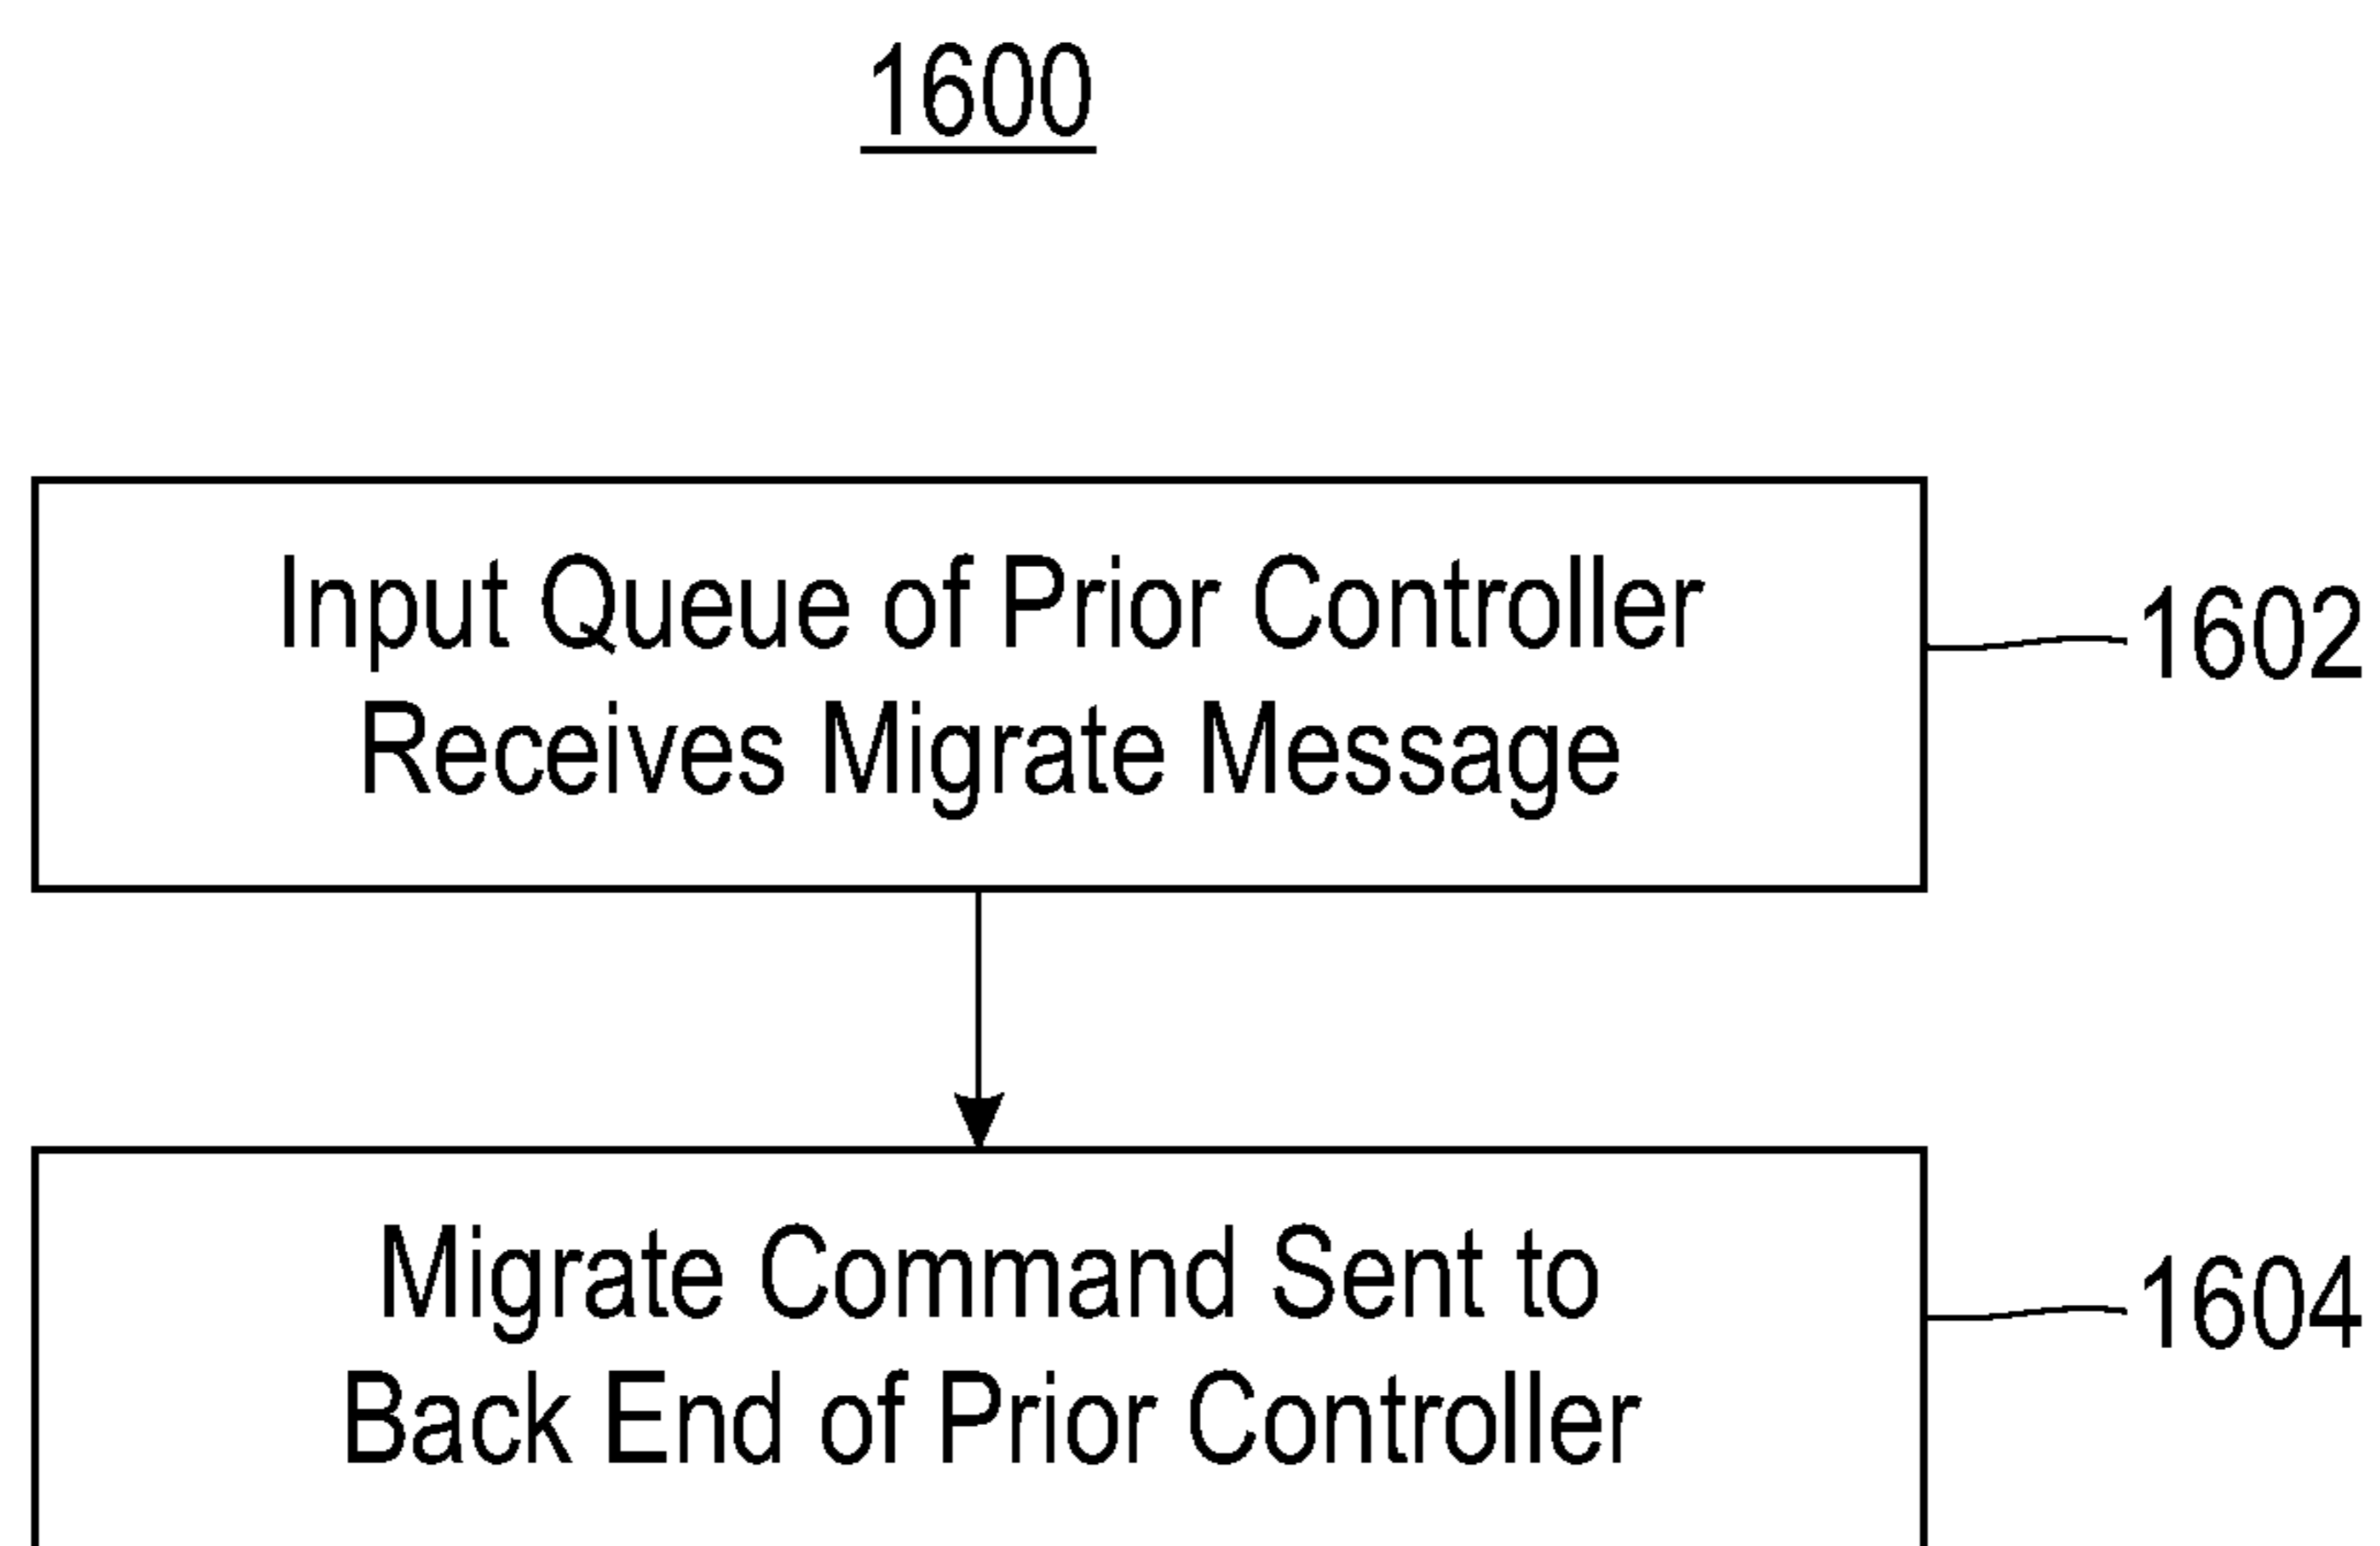 1600
Input Queue of Prior Controller
Receives Migrate Message
1602
Migrate Command Sent to
Back End of Prior Controller
1604